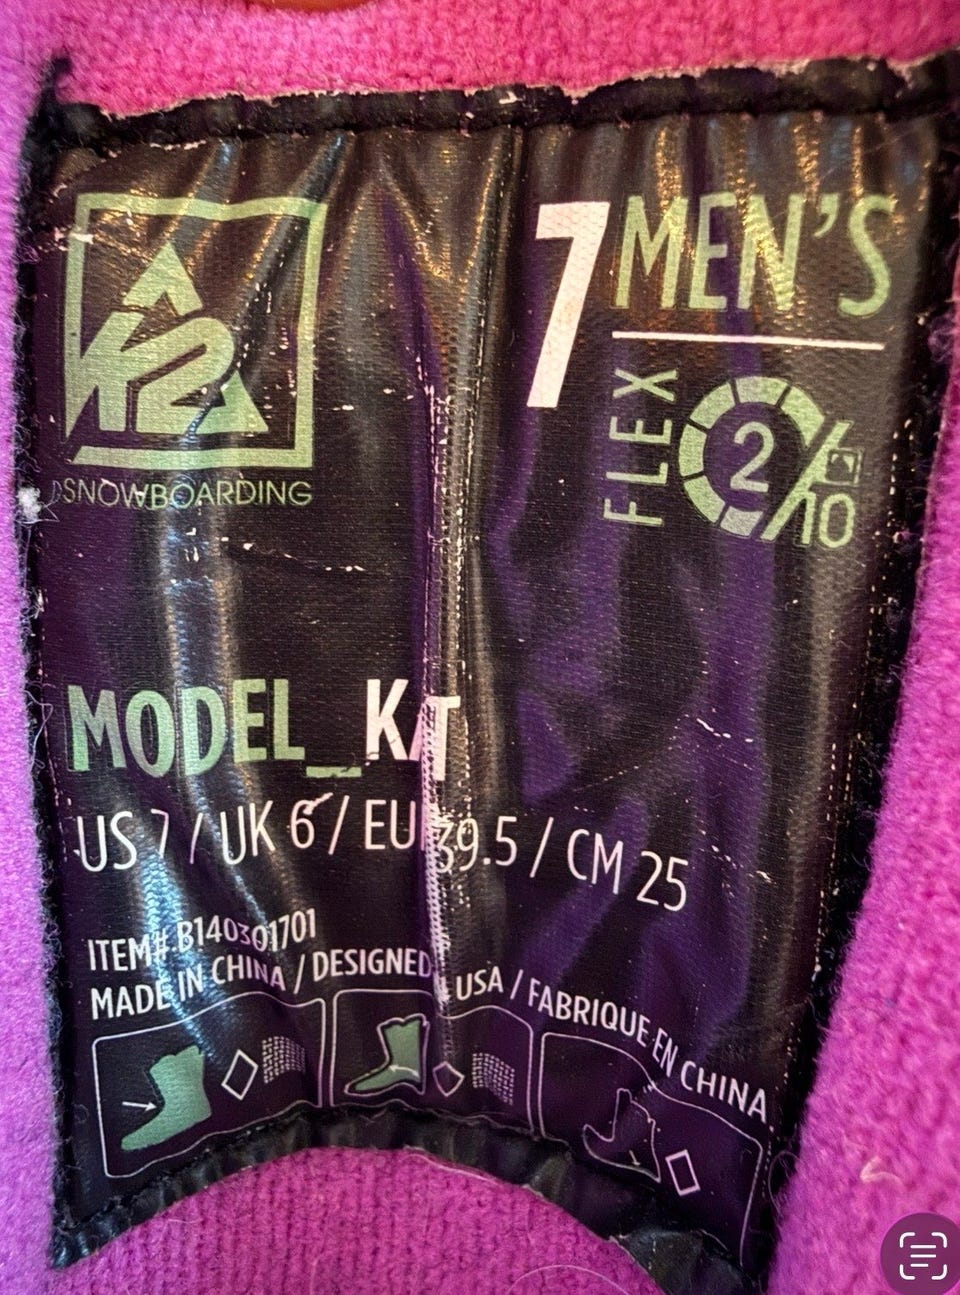 K2
SNOWBOARDING
7 MEN'S
FLEX 2/10
MODEL_KAT
US 7 / UK 6 / EU 39.5 / CM 25
ITEM# B140301701
MADE IN CHINA / DESIGNED USA / FABRIQUE EN CHINA